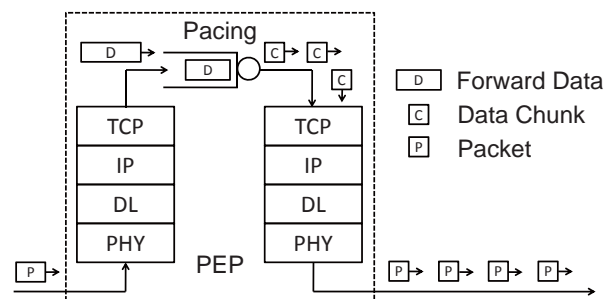 Pacing
D
D
C
C
C
TCP
IP
DL
PHY
TCP
IP
DL
PHY
PEP
P
P
P
P
P
D Forward Data
C Data Chunk
P Packet